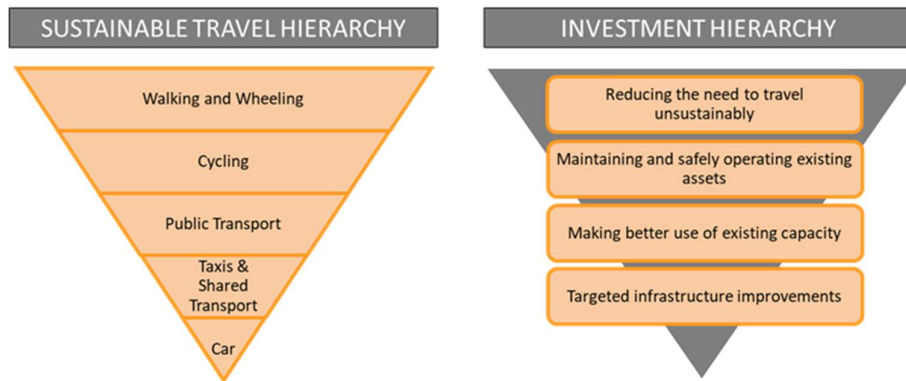 SUSTAINABLE TRAVEL HIERARCHY
Walking and Wheeling
Cycling
Public Transport
Taxis &
Shared
Transport
Car
INVESTMENT HIERARCHY
Reducing the need to travel
unsustainably
Maintaining and safely operating existing
assets
Making better use of existing capacity
Targeted infrastructure improvements